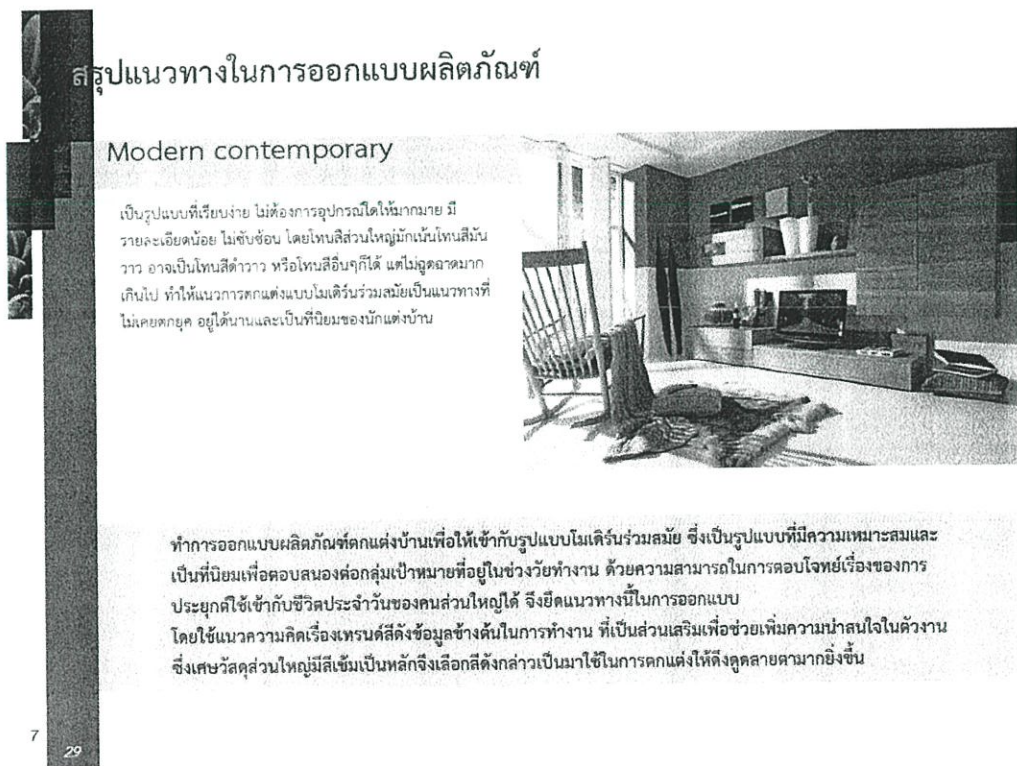 สรุปแนวทางในการออกแบบผลิตภัณฑ์
Modern contemporary
เป็นรูปแบบที่เรียบง่าย ไม่ต้องการอุปกรณ์ใดให้มากมาย มี
รายละเอียดน้อย ไม่ซับซ้อน โดยโทนสีส่วนใหญ่มักเน้นโทนสีมัน
วาว อาจเป็นโทนสีดำวาว หรือโทนสีอื่นๆก็ได้ แต่ไม่ฉูดฉาดมาก
เกินไป ทำให้แนวการตกแต่งแบบโมเดิร์นร่วมสมัยเป็นแนวทางที่
ไม่เคยตกยุค อยู่ได้นานและเป็นที่นิยมของนักแต่งบ้าน
ทำการออกแบบผลิตภัณฑ์ตกแต่งบ้านเพื่อให้เข้ากับรูปแบบโมเดิร์นร่วมสมัย ซึ่งเป็นรูปแบบที่มีความเหมาะสมและ
เป็นที่นิยมเพื่อตอบสนองต่อกลุ่มเป้าหมายที่อยู่ในช่วงวัยทำงาน ด้วยความสามารถในการตอบโจทย์เรื่องของการ
ประยุกต์ใช้เข้ากับชีวิตประจำวันของคนส่วนใหญ่ได้ จึงยึดแนวทางนี้ในการออกแบบ
โดยใช้แนวความคิดเรื่องเทรนด์สีดังข้อมูลข้างต้นในการทำงาน ที่เป็นส่วนเสริมเพื่อช่วยเพิ่มความน่าสนใจในตัวงาน
ซึ่งเศษวัสดุส่วนใหญ่มีสีเข้มเป็นหลักจึงเลือกสีดังกล่าวเป็นมาใช้ในการตกแต่งให้ดึงดูดสายตามากยิ่งขึ้น
7
29